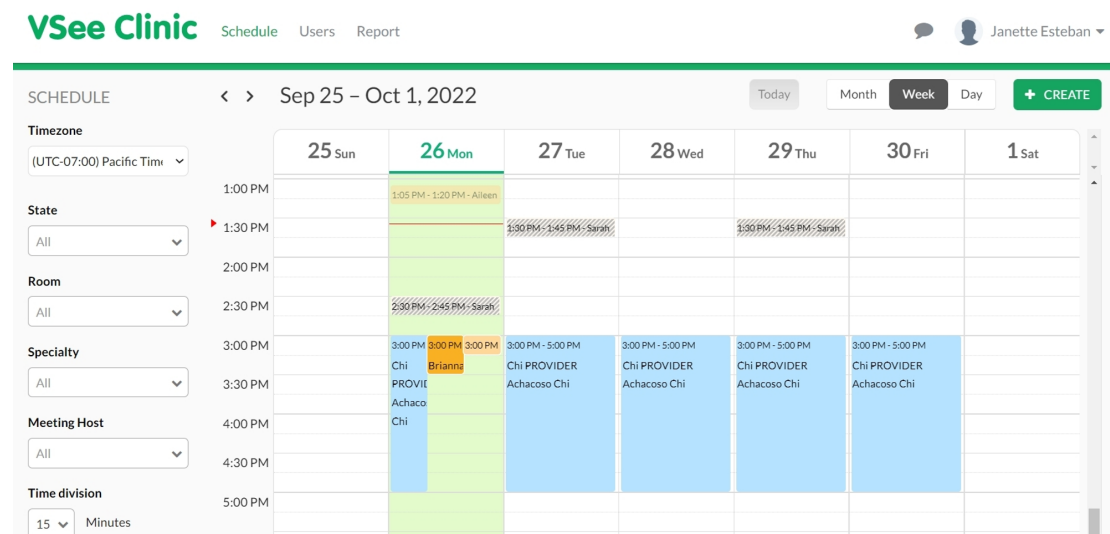 VSee Clinic Schedule Users Report Janette Esteban
SCHEDULE Sep 25 – Oct 1, 2022 Today Month Week Day + CREATE
Timezone
(UTC-07:00) Pacific Time
State
All
Room
All
Specialty
All
Meeting Host
All
Time division
15 Minutes
25 Sun 26 Mon 27 Tue 28 Wed 29 Thu 30 Fri 1 Sat
1:00 PM
1:05 PM - 1:20 PM - Aileen
1:30 PM
1:30 PM - 1:45 PM - Sarah 1:30 PM - 1:45 PM - Sarah
2:00 PM
2:30 PM
2:30 PM - 2:45 PM - Sarah
3:00 PM
3:00 PM 3:00 PM 3:00 PM 3:00 PM - 5:00 PM 3:00 PM - 5:00 PM 3:00 PM - 5:00 PM 3:00 PM - 5:00 PM
Chi Brianna Chi PROVIDER Chi PROVIDER Chi PROVIDER Chi PROVIDER
3:30 PM
PROVID Achacoso Chi Achacoso Chi Achacoso Chi Achacoso Chi
Achaco
Chi
4:00 PM
4:30 PM
5:00 PM